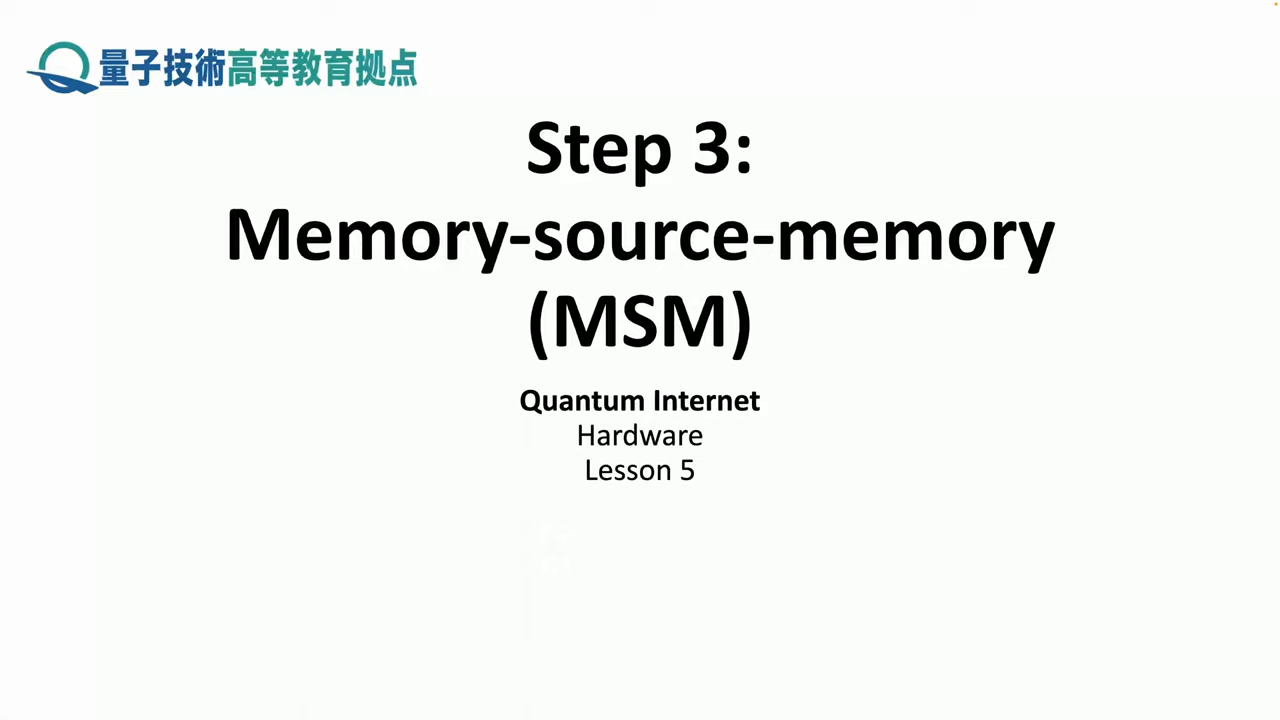 量子技術高等教育拠点
Step 3:
Memory-source-memory
(MSM)
Quantum Internet
Hardware
Lesson 5